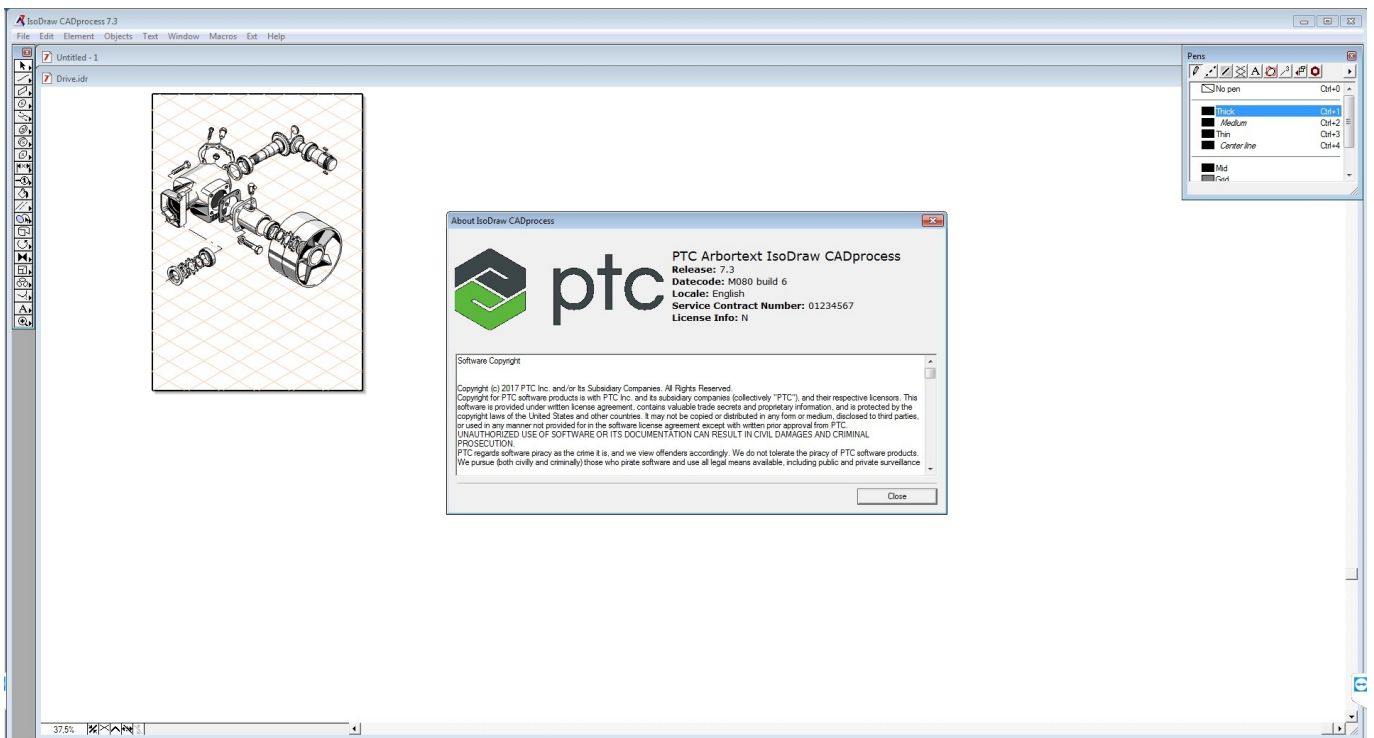 IsoDraw CADprocess 7.3
File Edit Element Objects Text Window Macros Ext Help
Untitled - 1
Drive.idr
Pens
No pen Ctrl+0
Thick Ctrl+1
Medium Ctrl+2
Thin Ctrl+3
Center line Ctrl+4
Mid
Grid
About IsoDraw CADprocess
ptc
PTC Arbortext IsoDraw CADprocess
Release: 7.3
Datecode: M080 build 6
Locale: English
Service Contract Number: 01234567
License Info: N
Software Copyright
Copyright (c) 2017 PTC Inc. and/or Its Subsidiary Companies. All Rights Reserved.
Copyright for PTC software products is with PTC Inc. and its subsidiary companies (collectively "PTC"), and their respective licensors. This
software is provided under written license agreement, contains valuable trade secrets and proprietary information, and is protected by the
copyright laws of the United States and other countries. It may not be copied or distributed in any form or medium, disclosed to third parties,
or used in any manner not provided for in the software license agreement except with written prior approval from PTC.
UNAUTHORIZED USE OF SOFTWARE OR ITS DOCUMENTATION CAN RESULT IN CIVIL DAMAGES AND CRIMINAL
PROSECUTION.
PTC regards software piracy as the crime it is, and we view offenders accordingly. We do not tolerate the piracy of PTC software products.
We pursue (both civilly and criminally) those who pirate software and use all legal means available, including public and private surveillance
Close
37,5%